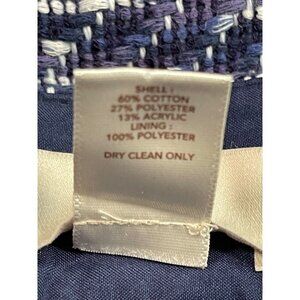 SHELL :
60% COTTON
27% POLYESTER
13% ACRYLIC
LINING :
100% POLYESTER
DRY CLEAN ONLY